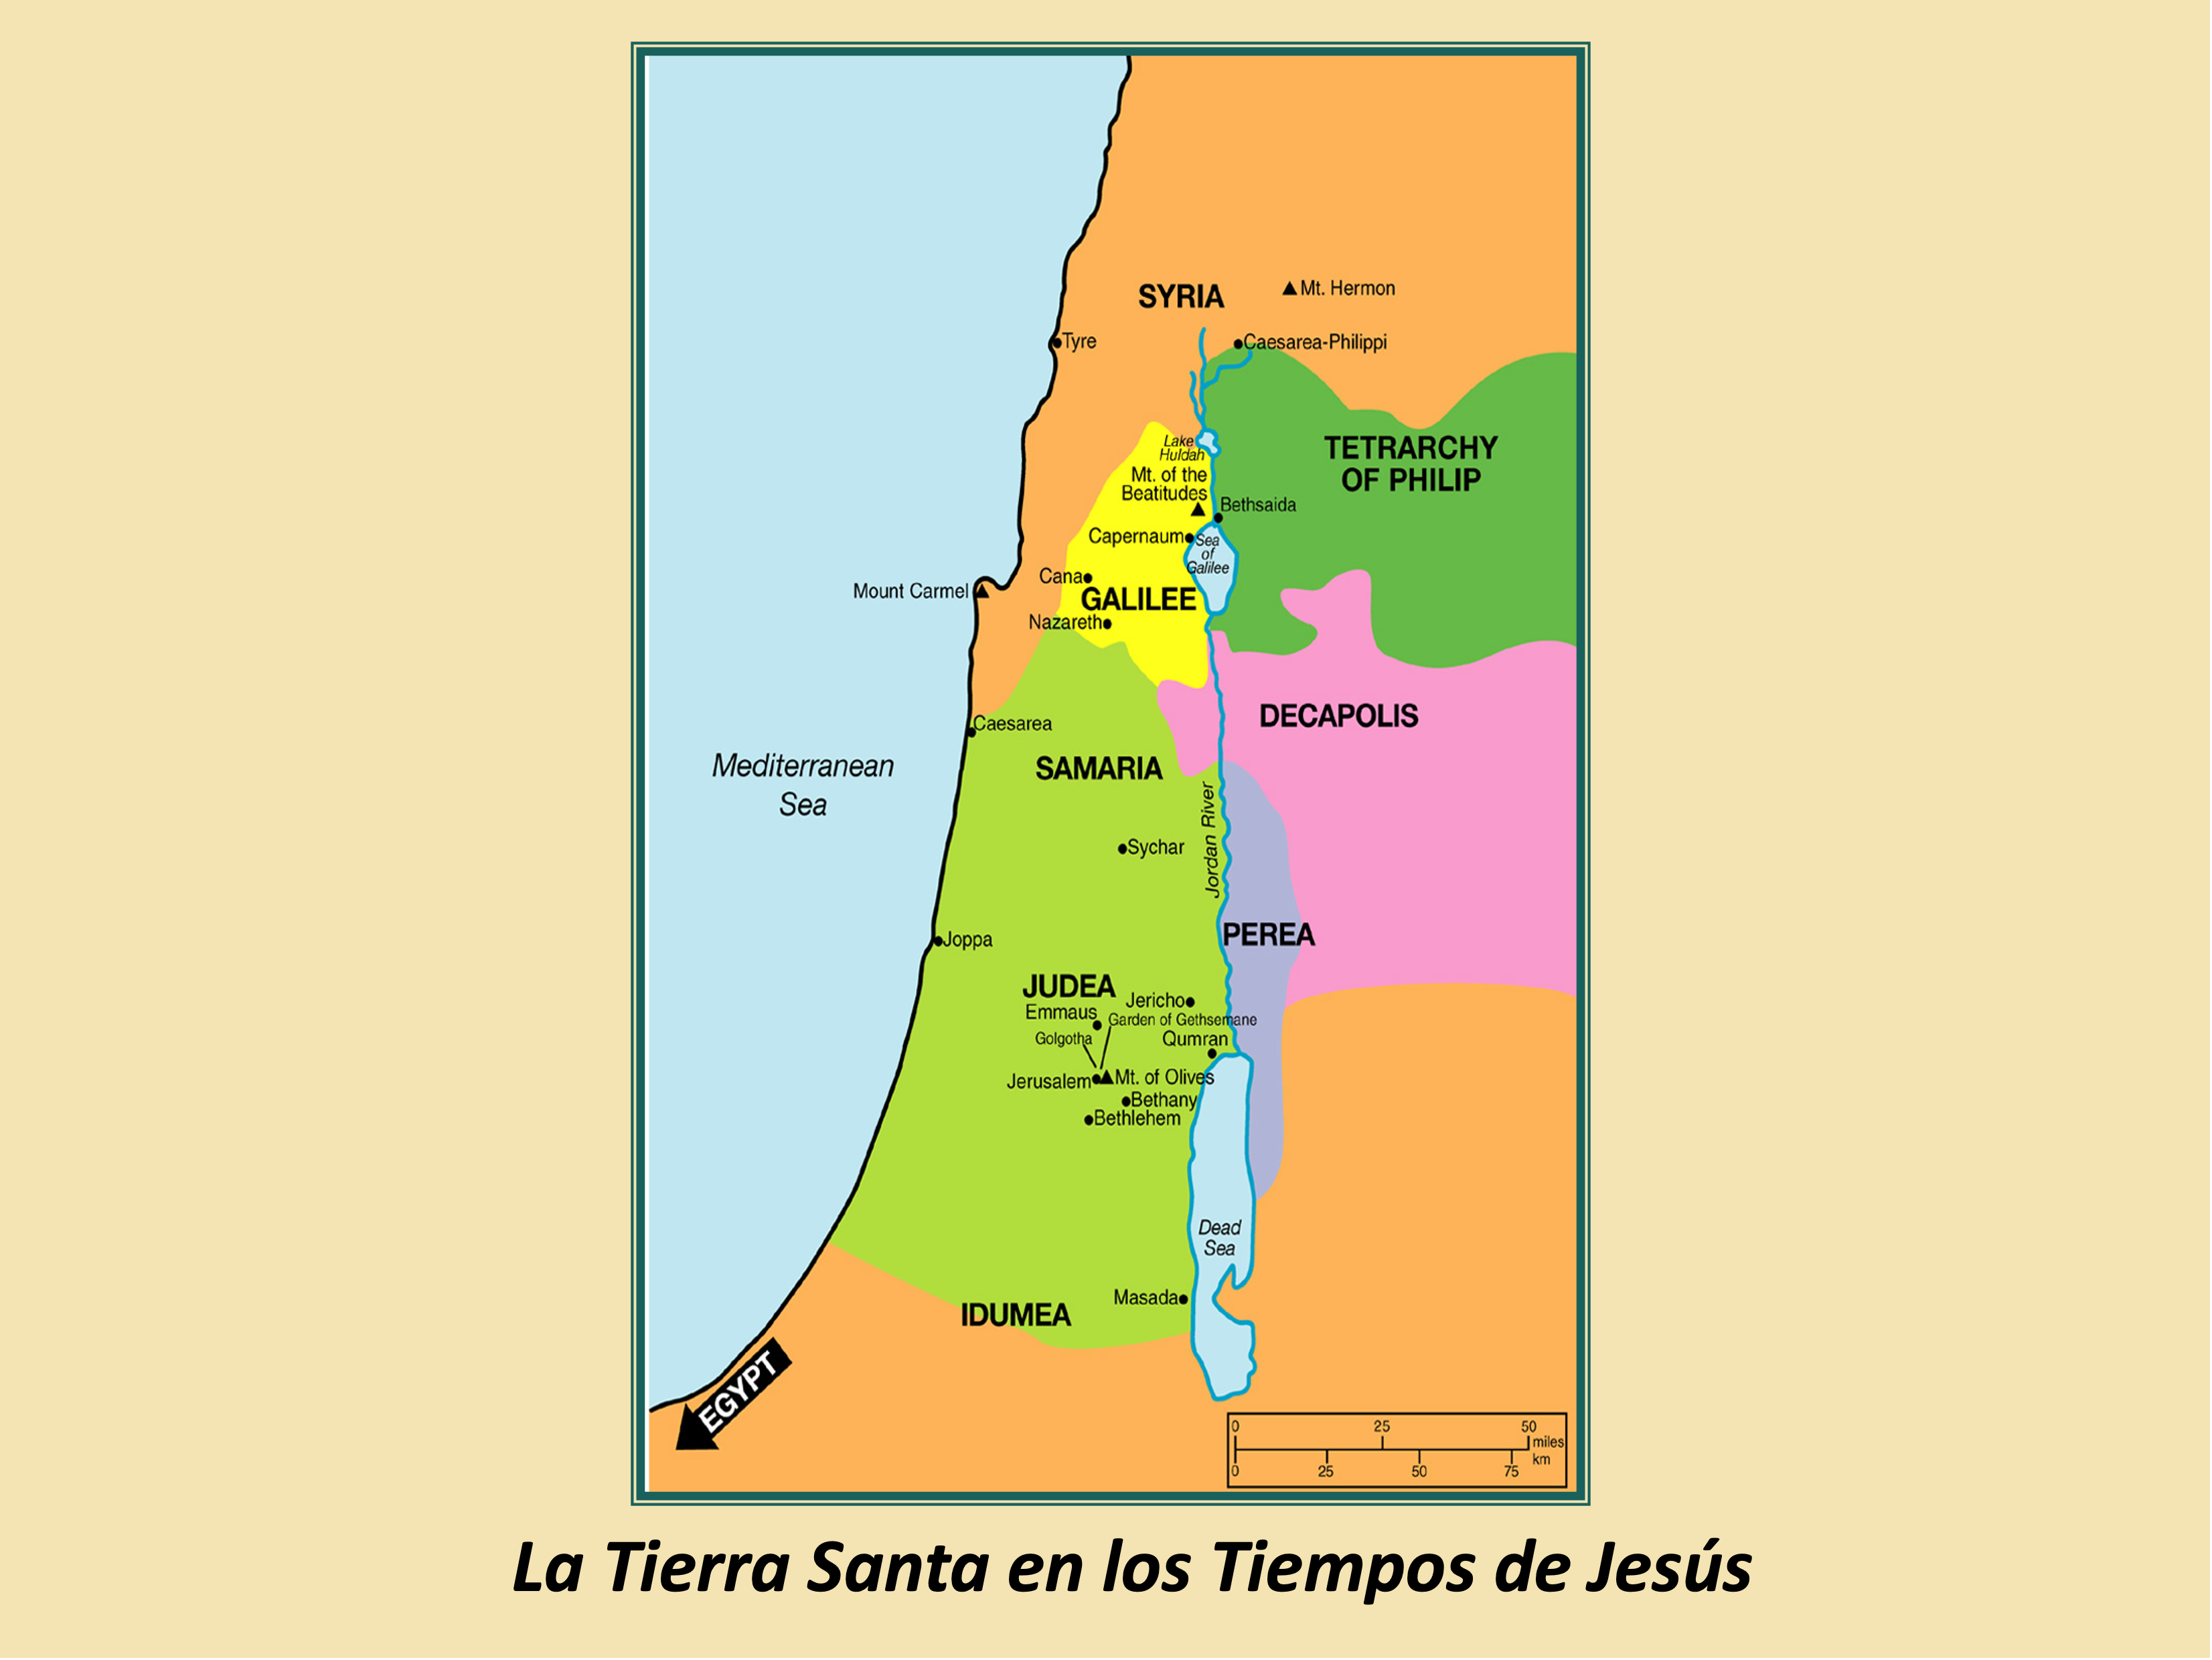 SYRIA
Mt. Hermon
Tyre
Caesarea-Philippi
TETRARCHY
OF PHILIP
Lake
Huldah
Mt. of the
Beatitudes
Bethsaida
Capernaum
Sea
of
Galilee
Cana
Mount Carmel
GALILEE
Nazareth
DECAPOLIS
Caesarea
Mediterranean
Sea
SAMARIA
Jordan River
Sychar
PEREA
Joppa
JUDEA
Jericho
Emmaus
Garden of Gethsemane
Golgotha
Qumran
Jerusalem
Mt. of Olives
Bethany
Bethlehem
Dead
Sea
Masada
IDUMEA
EGYPT
0 25 50
miles
km
0 25 50 75
La Tierra Santa en los Tiempos de Jesús